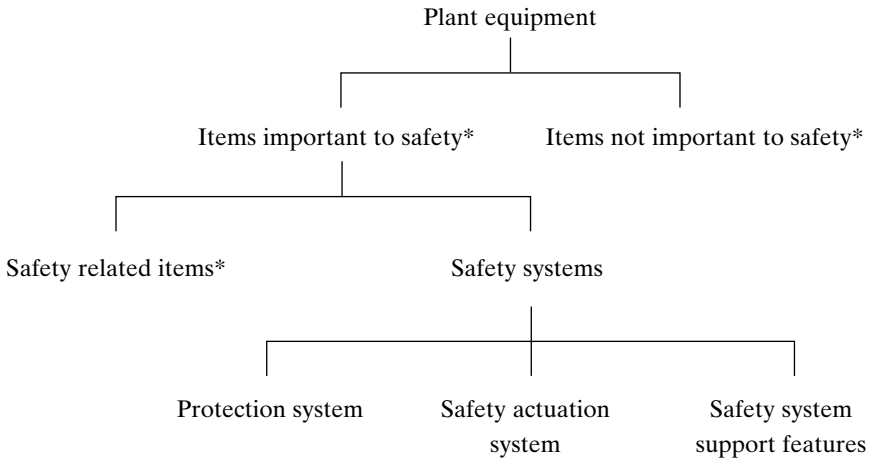 Plant equipment
Items important to safety*
Items not important to safety*
Safety related items*
Safety systems
Protection system
Safety actuation
system
Safety system
support features